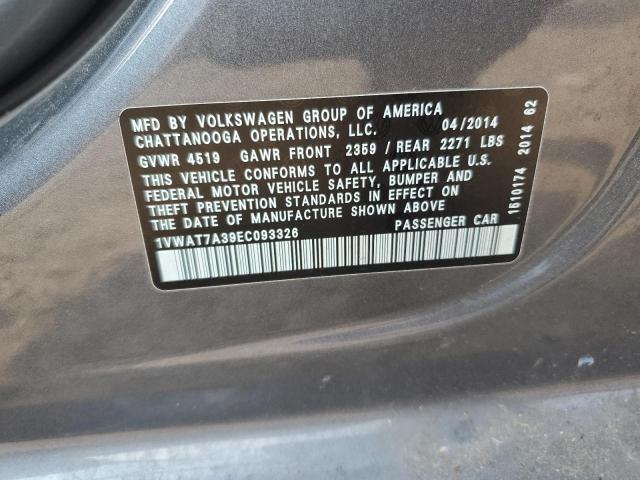 MFD BY VOLKSWAGEN GROUP OF AMERICA
CHATTANOOGA OPERATIONS, LLC. 04/2014
GVWR 4519 GAWR FRONT 2359 / REAR 2271 LBS
THIS VEHICLE CONFORMS TO ALL APPLICABLE U.S.
FEDERAL MOTOR VEHICLE SAFETY, BUMPER AND
THEFT PREVENTION STANDARDS IN EFFECT ON
THE DATE OF MANUFACTURE SHOWN ABOVE
1VWAT7A39EC093326 PASSENGER CAR
1610174 2014 62